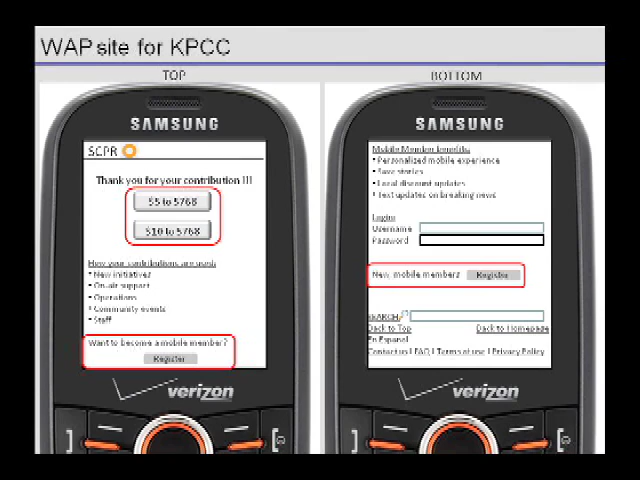 WAP site for KPCC
TOP
SAMSUNG
SCPR
Thank you for your contribution !!!
$5 to 5768
$10 to 5768
How your contributions are used:
• New initiatives
• On-air support
• Operations
• Community events
• Staff
Want to become a mobile member?
Register
verizon
BOTTOM
SAMSUNG
Mobile Member benefits:
• Personalized mobile experience
• Save stories
• Local discount updates
• Text updates on breaking news
Login:
Username
Password
New mobile members Register
SEARCH
Back to Top Back to Homepage
En Espanol
Contact us | FAQ | Terms of use | Privacy Policy
verizon